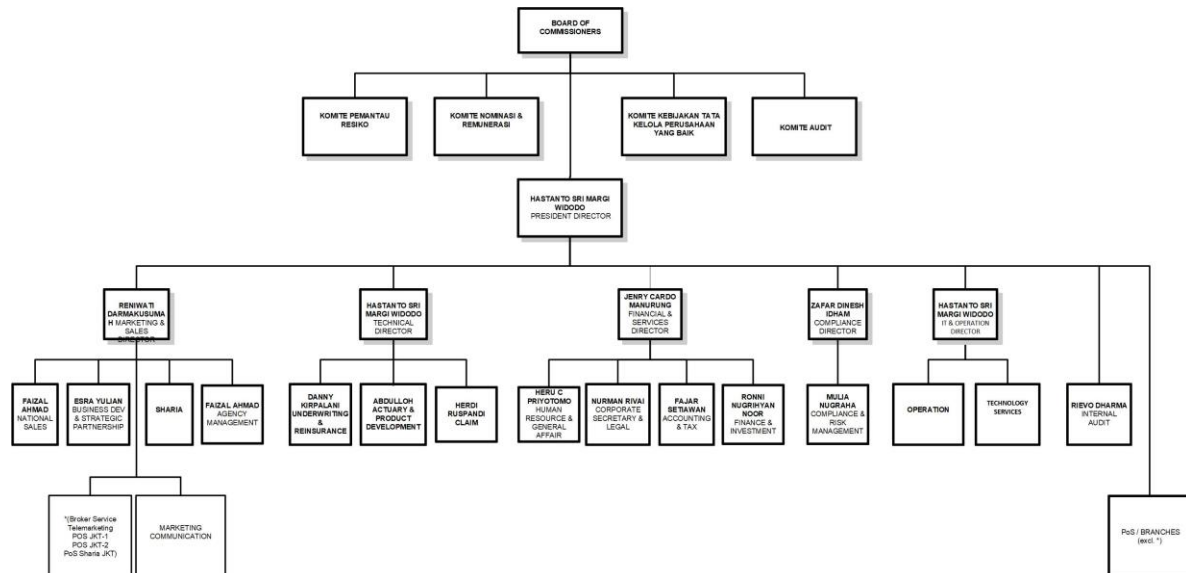 BOARD OF
COMMISSIONERS
KOMITE PEMANTAU
RESIKO
KOMITE NOMINASI &
REMUNERASI
KOMITE KEBIJAKAN TATA
KELOLA PERUSAHAAN
YANG BAIK
KOMITE AUDIT
HASTANTO SRI MARGI
WIDODO
PRESIDENT DIRECTOR
RENIWATI
DARMAKUSUMA
H MARKETING &
SALES
DIRECTOR
HASTANTO SRI
MARGI WIDODO
TECHNICAL
DIRECTOR
JENRY CARDO
MANURUNG
FINANCIAL &
SERVICES
DIRECTOR
ZAFAR DINESH
IDHAM
COMPLIANCE
DIRECTOR
HASTANTO SRI
MARGI WIDODO
IT & OPERATION
DIRECTOR
FAIZAL
AHMAD
NATIONAL
SALES
ESRA YULIAN
BUSINESS DEV
& STRATEGIC
PARTNERSHIP
SHARIA
FAIZAL AHMAD
AGENCY
MANAGEMENT
DANNY
KIRPALANI
UNDERWRITING
&
REINSURANCE
ABDULLOH
ACTUARY &
PRODUCT
DEVELOPMENT
HERDI
RUSPANDI
CLAIM
HERU C
PRIYOTOMO
HUMAN
RESOURCE &
GENERAL
AFFAIR
NURMAN RIVAI
CORPORATE
SECRETARY &
LEGAL
FAJAR
SETIAWAN
ACCOUNTING
& TAX
RONNI
NUGRIHYAN
NOOR
FINANCE &
INVESTMENT
MULJA
NUGRAHA
COMPLIANCE &
RISK
MANAGEMENT
OPERATION
TECHNOLOGY
SERVICES
RIEVO DHARMA
INTERNAL
AUDIT
*(Broker Service
Telemarketing
POS JKT-1
POS JKT-2
PoS Sharia JKT)
MARKETING
COMMUNICATION
PoS / BRANCHES
(excl. *)